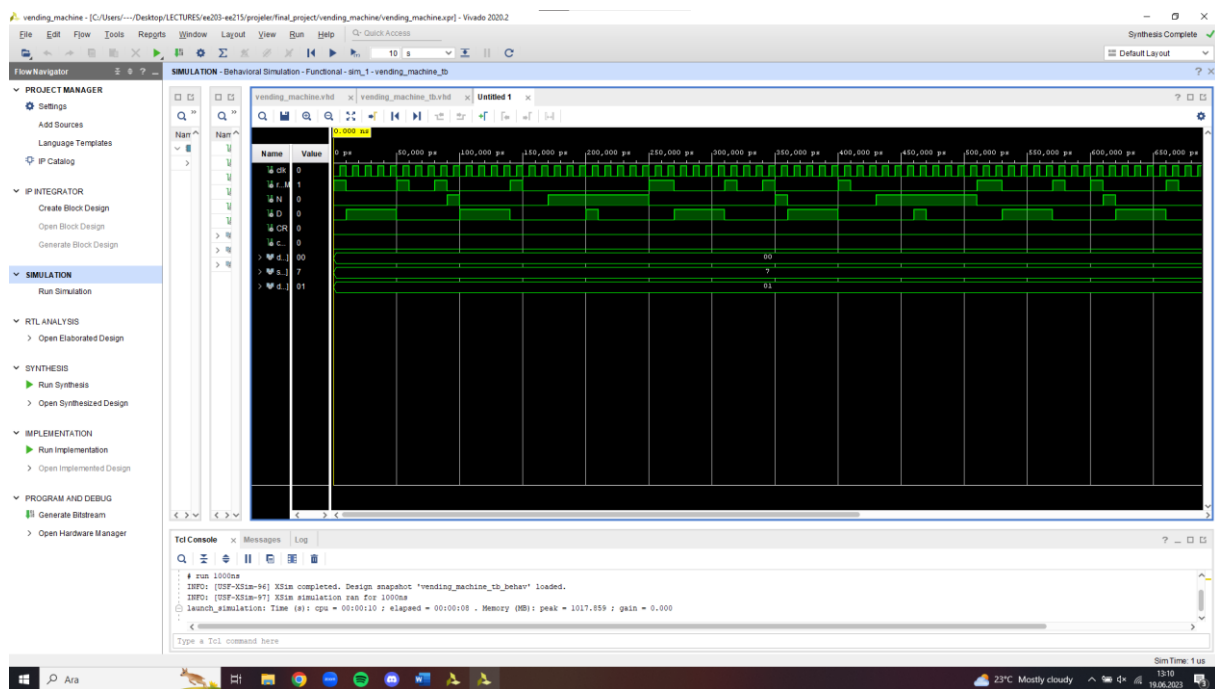 vending_machine - [C:/Users/---/Desktop/LECTURES/ee203-ee215/projeler/final_project/vending_machine/vending_machine.xpr] - Vivado 2020.2
File Edit Flow Tools Reports Window Layout View Run Help Q- Quick Access
Synthesis Complete
10 s
Default Layout
Flow Navigator
SIMULATION - Behavioral Simulation - Functional - sim_1 - vending_machine_tb
PROJECT MANAGER
Settings
Add Sources
Language Templates
IP Catalog
IP INTEGRATOR
Create Block Design
Open Block Design
Generate Block Design
SIMULATION
Run Simulation
RTL ANALYSIS
Open Elaborated Design
SYNTHESIS
Run Synthesis
Open Synthesized Design
IMPLEMENTATION
Run Implementation
Open Implemented Design
PROGRAM AND DEBUG
Generate Bitstream
Open Hardware Manager
vending_machine.vhd vending_machine_tb.vhd Untitled 1
0.000 ns
Name Value 0 ps 50,000 ps 100,000 ps 150,000 ps 200,000 ps 250,000 ps 300,000 ps 350,000 ps 400,000 ps 450,000 ps 500,000 ps 550,000 ps 600,000 ps 650,000 ps
clk 0
r...M 1
N 0
D 0
CR 0
c... 0
d...] 00 00
s...] 7 7
d...] 01 01
Tcl Console Messages Log
# run 1000ns
INFO: [USF-XSim-96] XSim completed. Design snapshot 'vending_machine_tb_behav' loaded.
INFO: [USF-XSim-97] XSim simulation ran for 1000ns
launch_simulation: Time (s): cpu = 00:00:10 ; elapsed = 00:00:08 . Memory (MB): peak = 1017.859 ; gain = 0.000
Type a Tcl command here
Sim Time: 1 us
Ara
23°C Mostly cloudy
13:10
19.06.2023